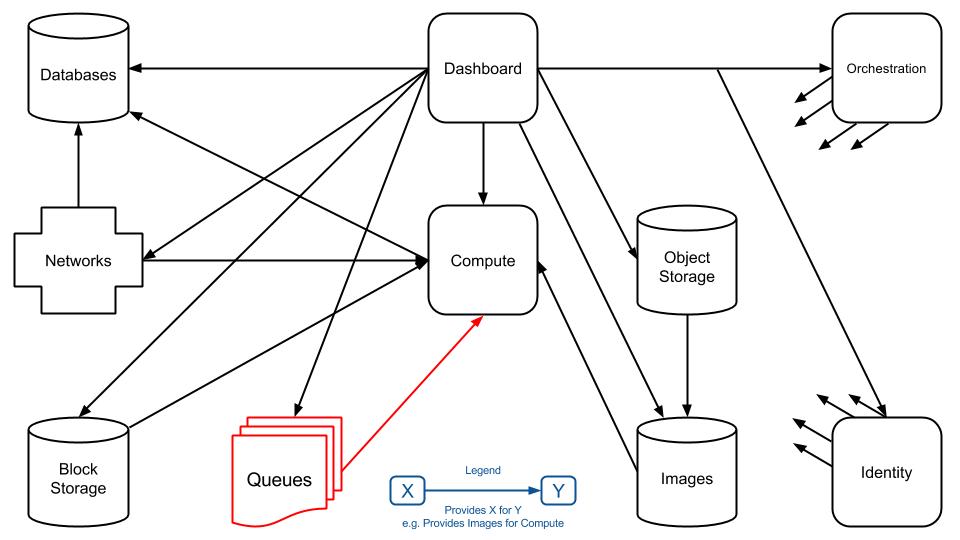 Databases
Dashboard
Orchestration
Networks
Compute
Object
Storage
Block
Storage
Queues
Legend
X
Y
Provides X for Y
e.g. Provides Images for Compute
Images
Identity